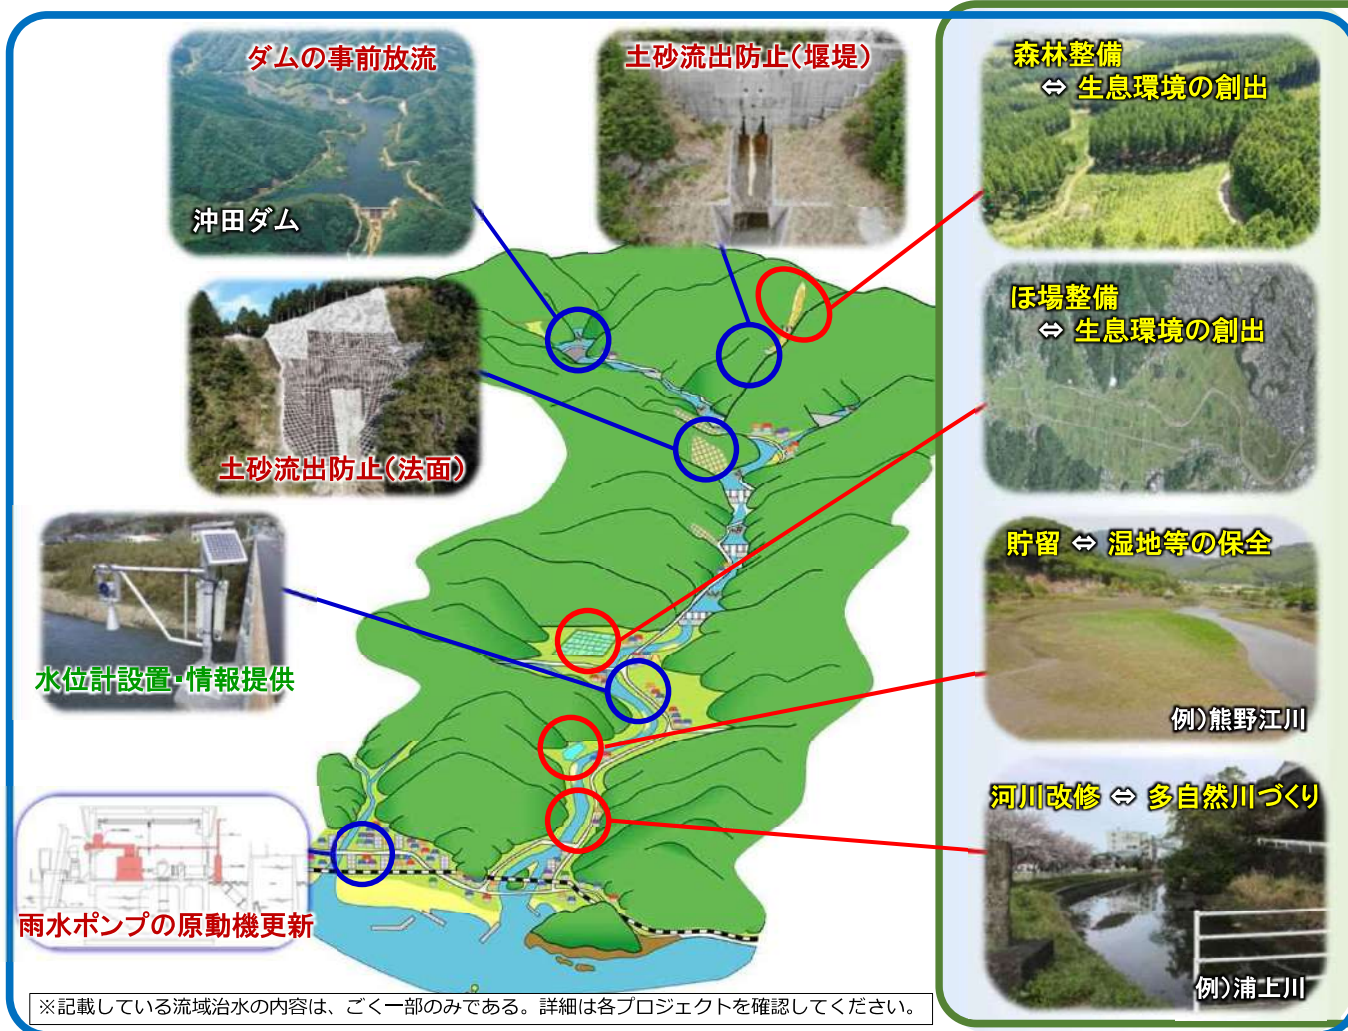 ダムの事前放流
沖田ダム
土砂流出防止(堰堤)
土砂流出防止(法面)
水位計設置・情報提供
雨水ポンプの原動機更新
森林整備
⇔ 生息環境の創出
ほ場整備
⇔ 生息環境の創出
貯留 ⇔ 湿地等の保全
例)熊野江川
河川改修 ⇔ 多自然川づくり
例)浦上川
※記載している流域治水の内容は、ごく一部のみである。詳細は各プロジェクトを確認してください。